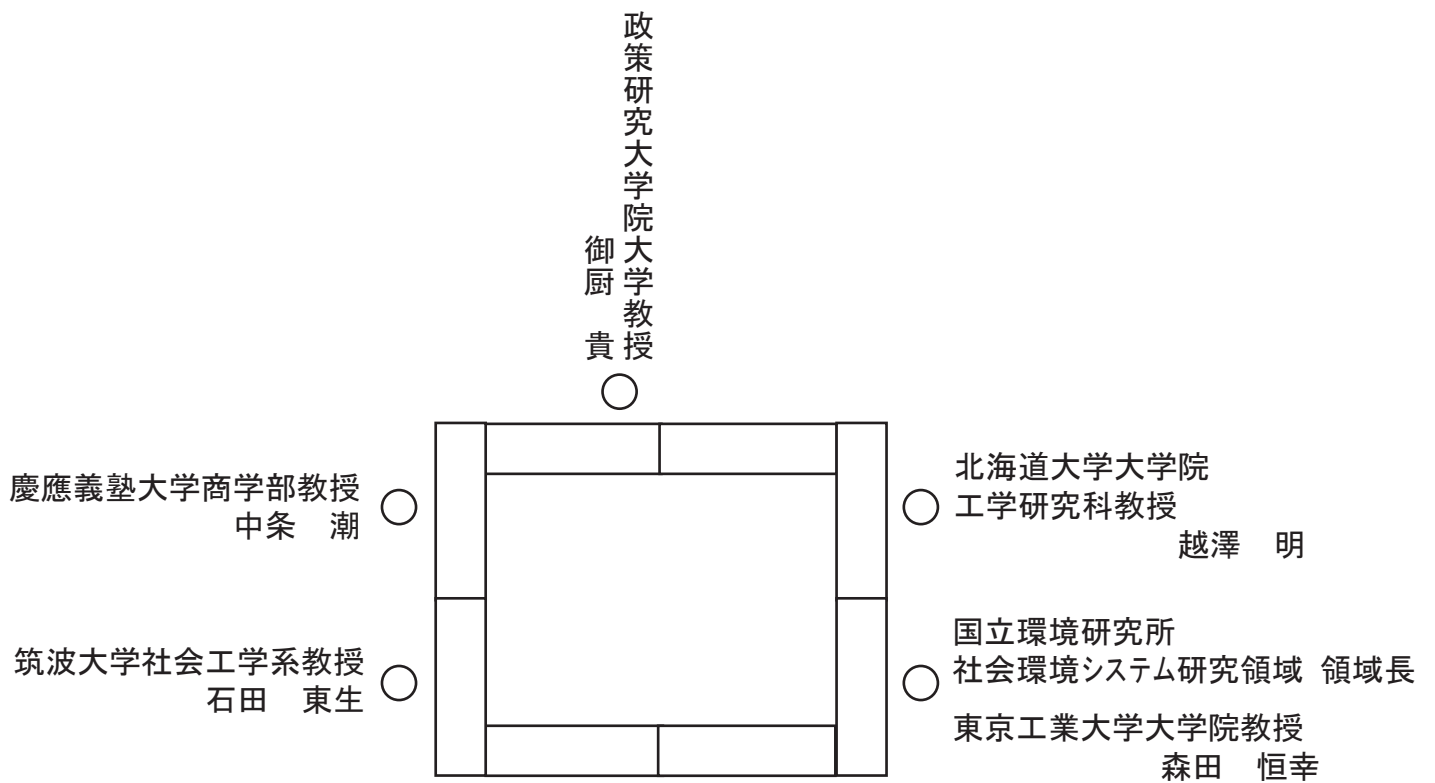 政策研究大学院大学教授
御厨　貴
慶應義塾大学商学部教授
中条　潮
北海道大学大学院
工学研究科教授
越澤　明
筑波大学社会工学系教授
石田　東生
国立環境研究所
社会環境システム研究領域 領域長
東京工業大学大学院教授
森田　恒幸